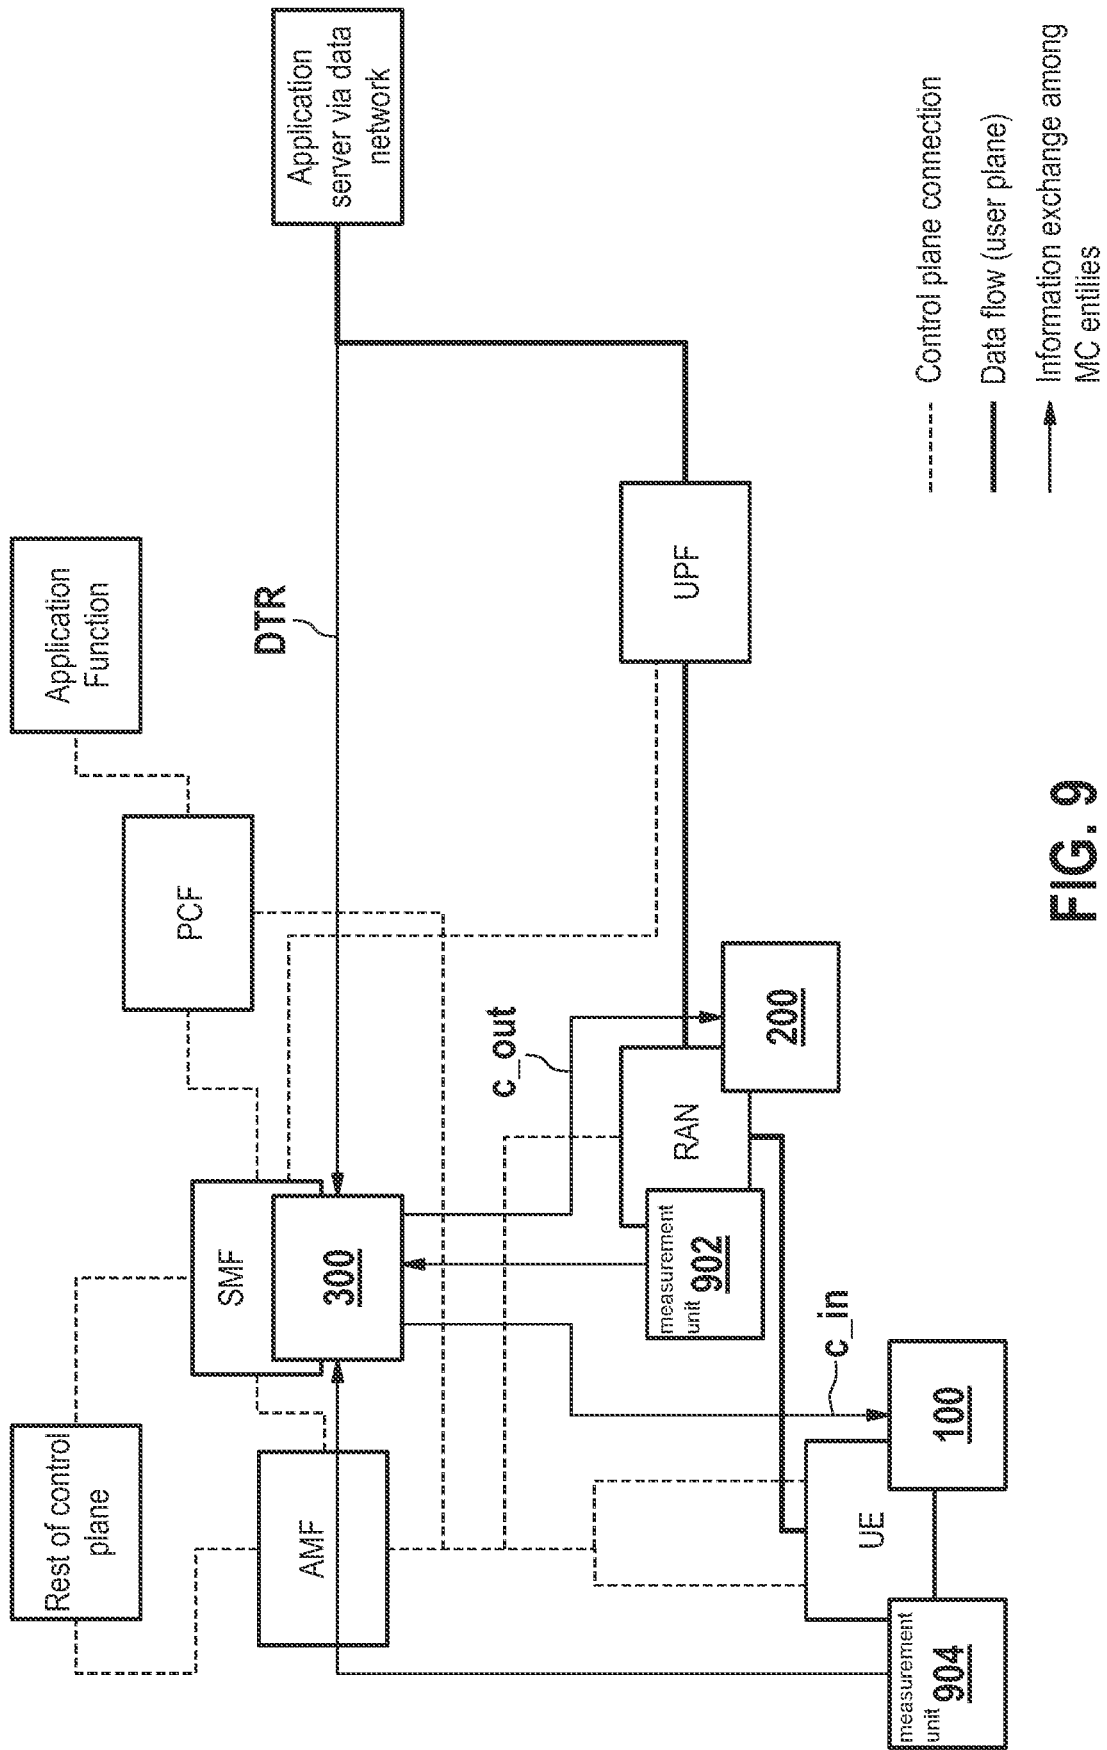 Rest of control
plane
Application
Function
PCF
SMF
300
AMF
DTR
Application
server via data
network
c_out
UPF
RAN
200
measurement
unit 902
c_in
UE
100
measurement
unit 904
Control plane connection
Data flow (user plane)
Information exchange among
MC entilies
FIG. 9